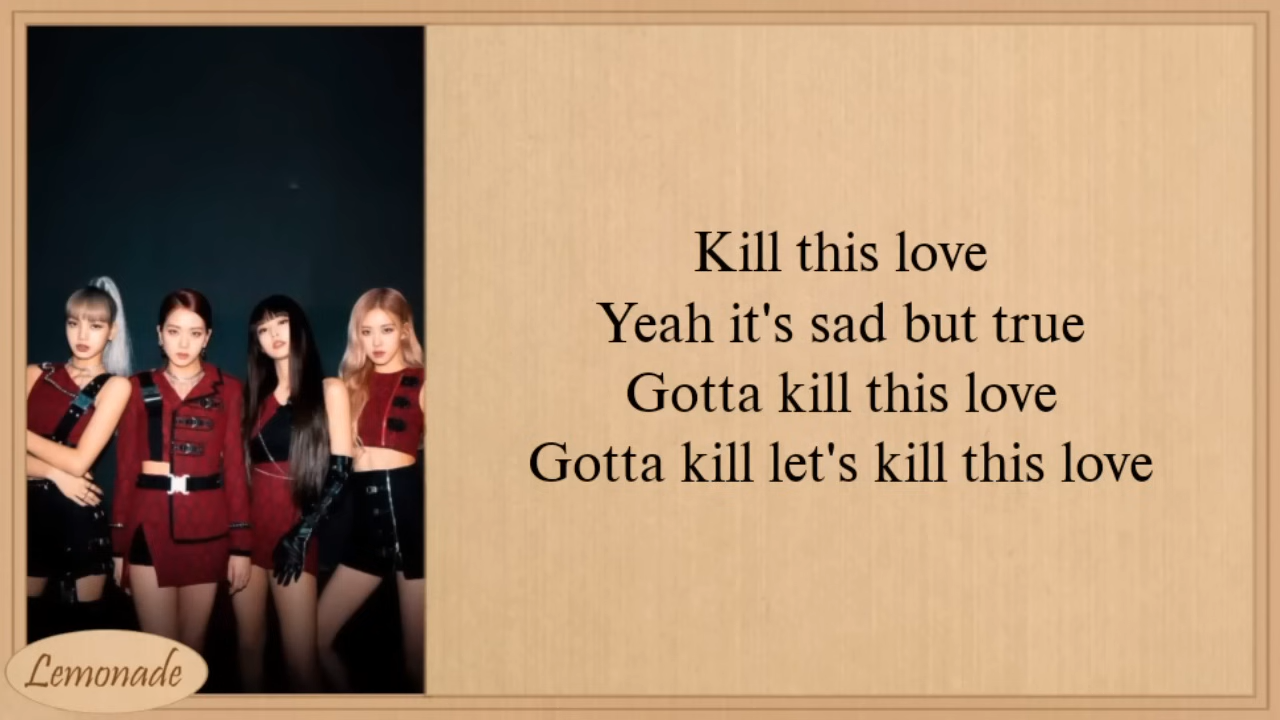 Kill this love
Yeah it's sad but true
Gotta kill this love
Gotta kill let's kill this love
Lemonade